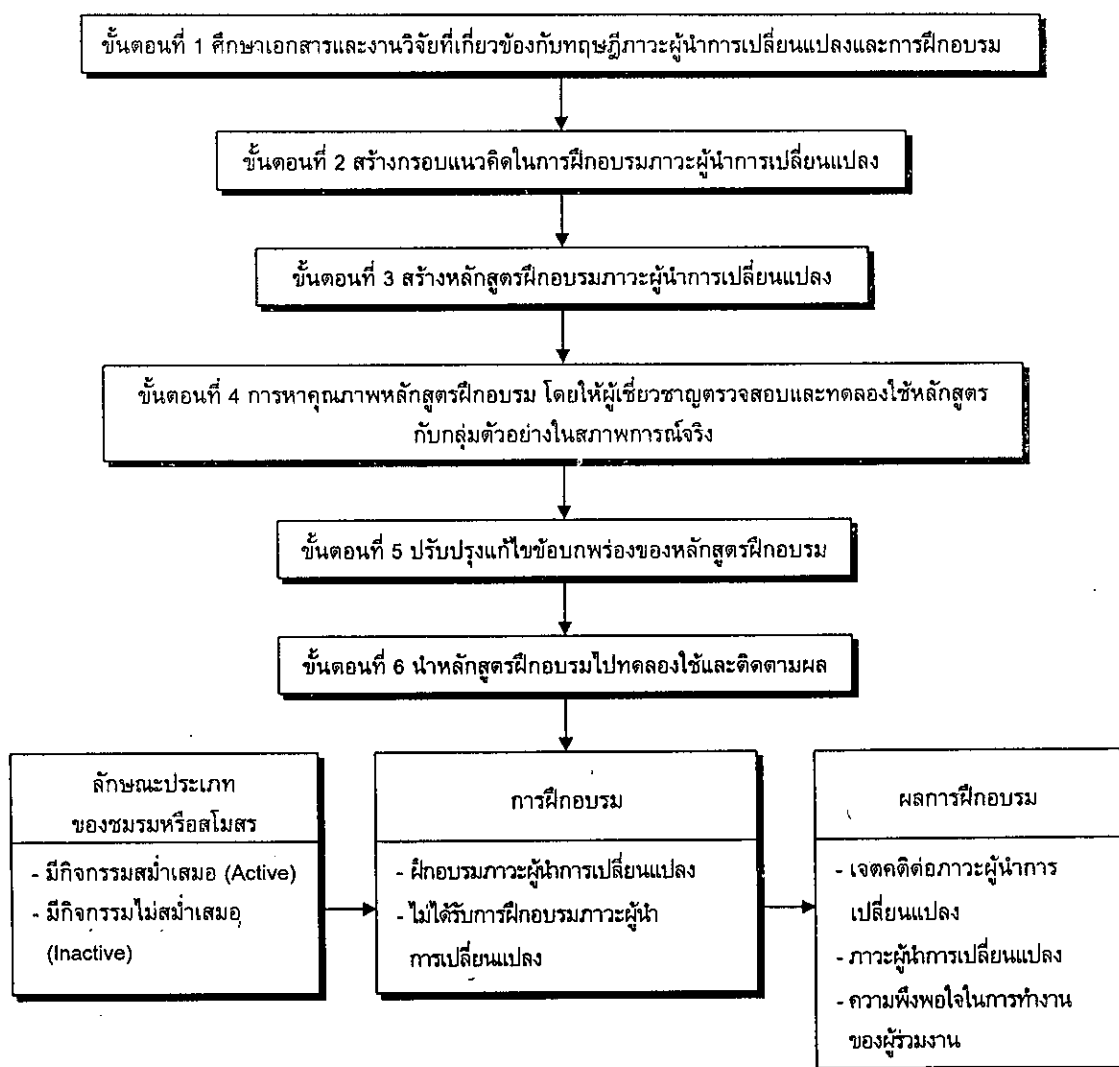 ขั้นตอนที่ 1 ศึกษาเอกสารและงานวิจัยที่เกี่ยวข้องกับทฤษฎีภาวะผู้นำการเปลี่ยนแปลงและการฝึกอบรม
ขั้นตอนที่ 2 สร้างกรอบแนวคิดในการฝึกอบรมภาวะผู้นำการเปลี่ยนแปลง
ขั้นตอนที่ 3 สร้างหลักสูตรฝึกอบรมภาวะผู้นำการเปลี่ยนแปลง
ขั้นตอนที่ 4 การหาคุณภาพหลักสูตรฝึกอบรม โดยให้ผู้เชี่ยวชาญตรวจสอบและทดลองใช้หลักสูตร
กับกลุ่มตัวอย่างในสภาพการณ์จริง
ขั้นตอนที่ 5 ปรับปรุงแก้ไขข้อบกพร่องของหลักสูตรฝึกอบรม
ขั้นตอนที่ 6 นำหลักสูตรฝึกอบรมไปทดลองใช้และติดตามผล
ลักษณะประเภท
ของชมรมหรือสโมสร
- มีกิจกรรมสม่ำเสมอ (Active)
- มีกิจกรรมไม่สม่ำเสมอ
(Inactive)
การฝึกอบรม
- ฝึกอบรมภาวะผู้นำการเปลี่ยนแปลง
- ไม่ได้รับการฝึกอบรมภาวะผู้นำ
การเปลี่ยนแปลง
ผลการฝึกอบรม
- เจตคติต่อภาวะผู้นำการ
เปลี่ยนแปลง
- ภาวะผู้นำการเปลี่ยนแปลง
- ความพึงพอใจในการทำงาน
ของผู้ร่วมงาน